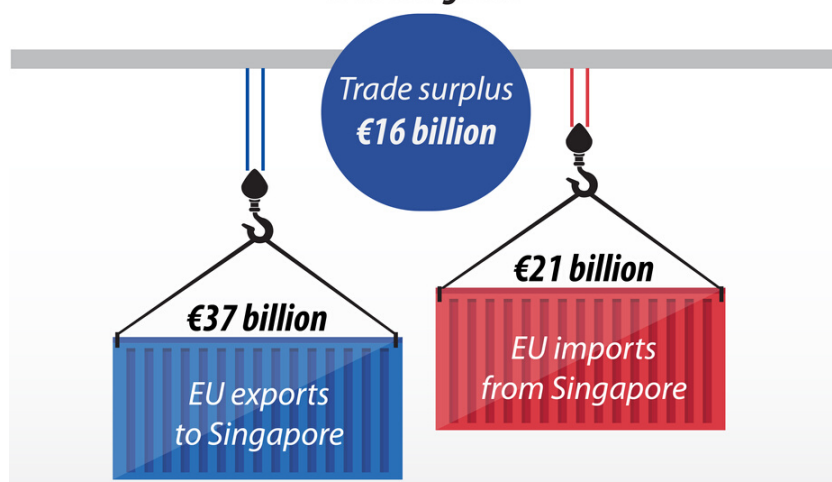 Trade surplus
€16 billion
€37 billion
EU exports
to Singapore
€21 billion
EU imports
from Singapore